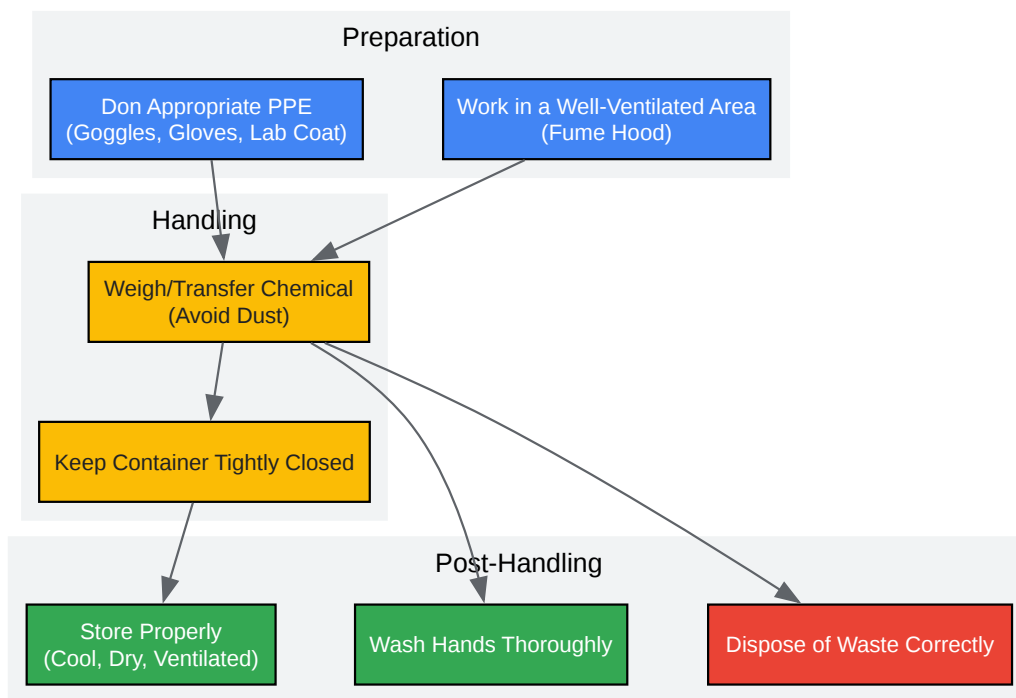 Preparation
Don Appropriate PPE
(Goggles, Gloves, Lab Coat)
Work in a Well-Ventilated Area
(Fume Hood)
Handling
Weigh/Transfer Chemical
(Avoid Dust)
Keep Container Tightly Closed
Post-Handling
Store Properly
(Cool, Dry, Ventilated)
Wash Hands Thoroughly
Dispose of Waste Correctly